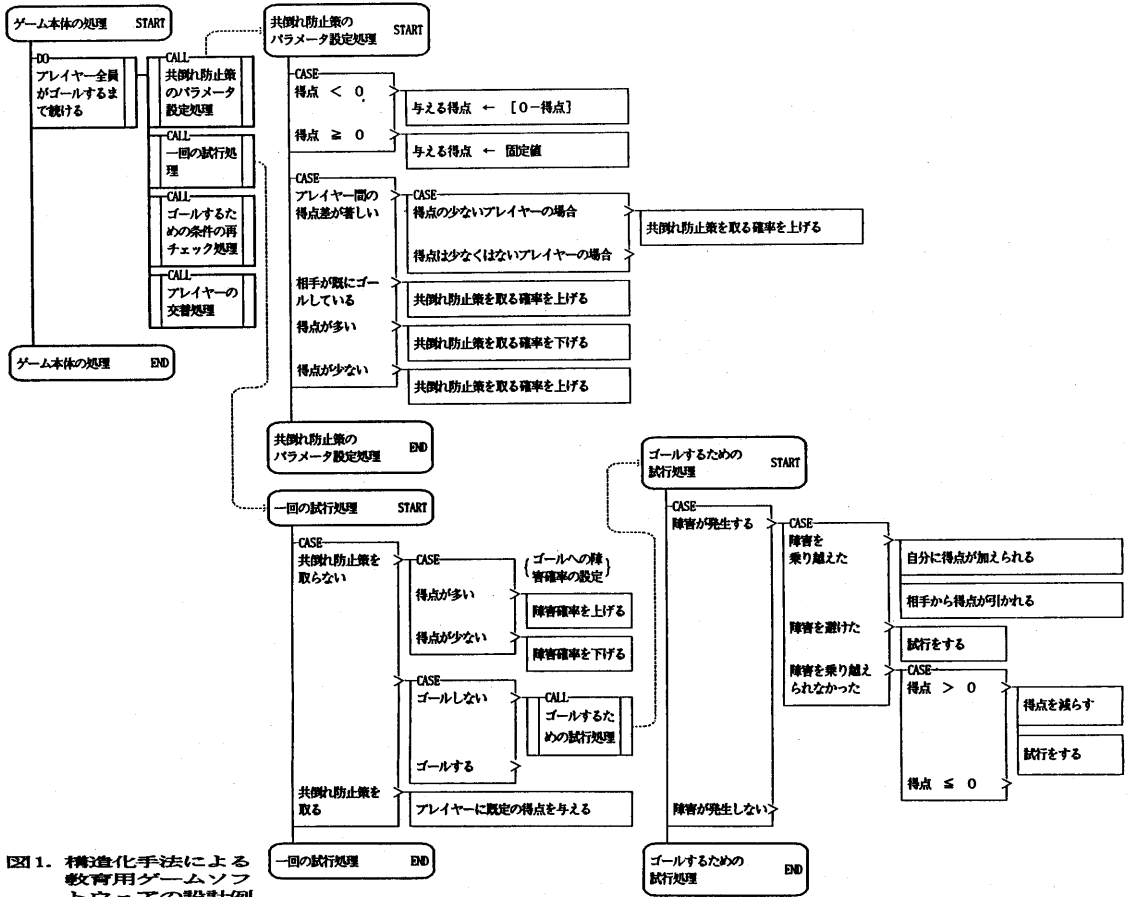 ゲーム本体の処理 START
DO
プレイヤー全員
がゴールするま
で続ける
CALL
共倒れ防止策
のパラメータ
設定処理
CALL
一回の試行処
理
CALL
ゴールするた
めの条件の再
チェック処理
CALL
プレイヤーの
交替処理
ゲーム本体の処理 END
共倒れ防止策の
パラメータ設定処理 START
CASE
得点 < 0
与える得点 ← [0-得点]
得点 ≧ 0
与える得点 ← 固定値
CASE
プレイヤー間の
得点差が著しい
CASE
得点の少ないプレイヤーの場合
共倒れ防止策を取る確率を上げる
得点は少なくはないプレイヤーの場合
相手が既にゴー
ルしている
共倒れ防止策を取る確率を上げる
得点が多い
共倒れ防止策を取る確率を下げる
得点が少ない
共倒れ防止策を取る確率を上げる
共倒れ防止策の
パラメータ設定処理 END
一回の試行処理 START
CASE
共倒れ防止策を
取らない
CASE
(ゴールへの障
害確率の設定)
得点が多い
障害確率を上げる
得点が少ない
障害確率を下げる
CASE
ゴールしない
CALL
ゴールするた
めの試行処理
ゴールする
共倒れ防止策を
取る
プレイヤーに既定の得点を与える
一回の試行処理 END
ゴールするための
試行処理 START
CASE
障害が発生する
CASE
障害を
乗り越えた
自分に得点が加えられる
相手から得点が引かれる
障害を避けた
試行をする
障害を乗り越え
られなかった
CASE
得点 > 0
得点を減らす
試行をする
得点 ≦ 0
障害が発生しない
ゴールするための
試行処理 END
図1. 構造化手法による
教育用ゲームソフ
トウェアの設計例